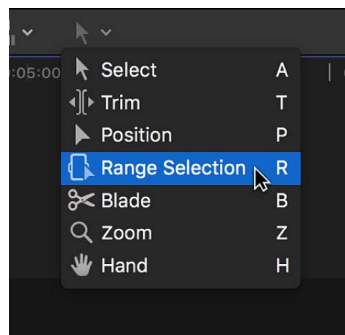 :05:00
Select A
Trim T
Position P
Range Selection R
Blade B
Zoom Z
Hand H